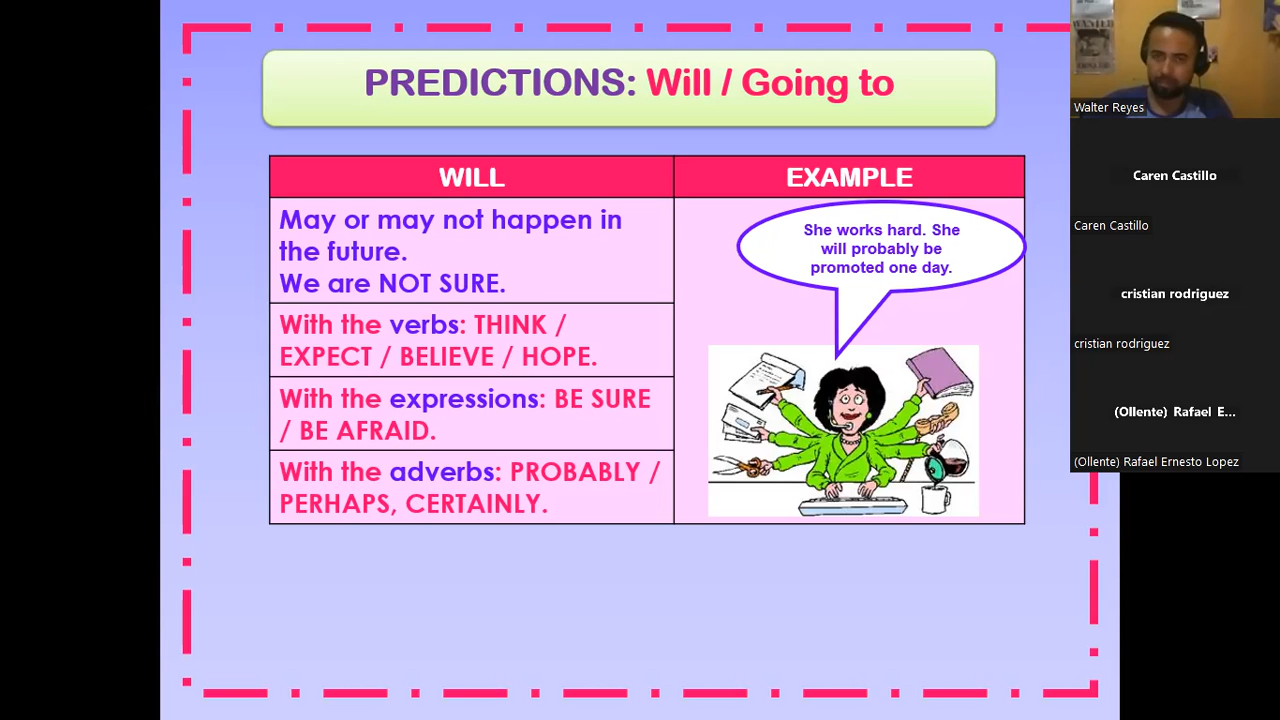 PREDICTIONS: Will / Going to
WILL
EXAMPLE
May or may not happen in
the future.
We are NOT SURE.
She works hard. She
will probably be
promoted one day.
With the verbs: THINK /
EXPECT / BELIEVE / HOPE.
With the expressions: BE SURE
/ BE AFRAID.
With the adverbs: PROBABLY /
PERHAPS, CERTAINLY.
WANTED
Walter Reyes
Caren Castillo
Caren Castillo
cristian rodriguez
cristian rodriguez
(Ollente) Rafael E...
(Ollente) Rafael Ernesto Lopez